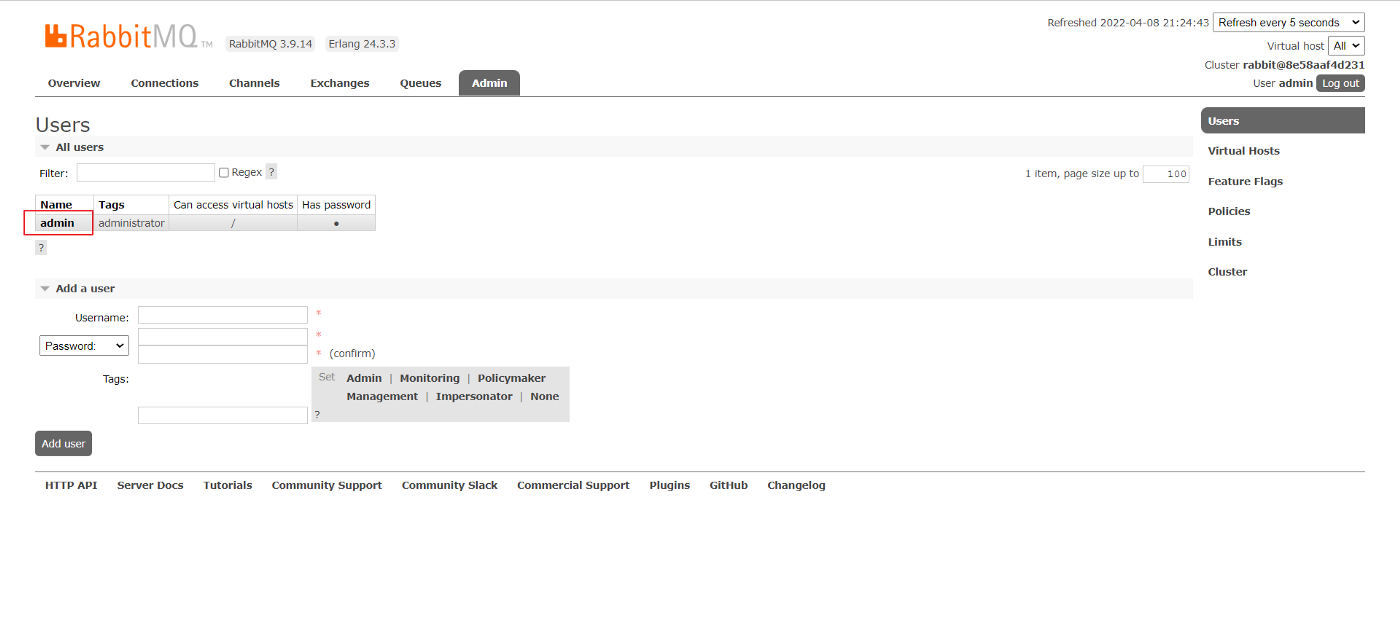 RabbitMQ TM RabbitMQ 3.9.14 Erlang 24.3.3
Refreshed 2022-04-08 21:24:43 Refresh every 5 seconds
Virtual host All
Cluster rabbit@8e58aaf4d231
User admin Log out
Overview Connections Channels Exchanges Queues Admin
Users
All users
Filter: Regex ? 1 item, page size up to 100
Name Tags Can access virtual hosts Has password
admin administrator / ●
?
Add a user
Username: *
Password: *
* (confirm)
Tags: Set Admin | Monitoring | Policymaker
Management | Impersonator | None
?
Add user
Users
Virtual Hosts
Feature Flags
Policies
Limits
Cluster
HTTP API Server Docs Tutorials Community Support Community Slack Commercial Support Plugins GitHub Changelog